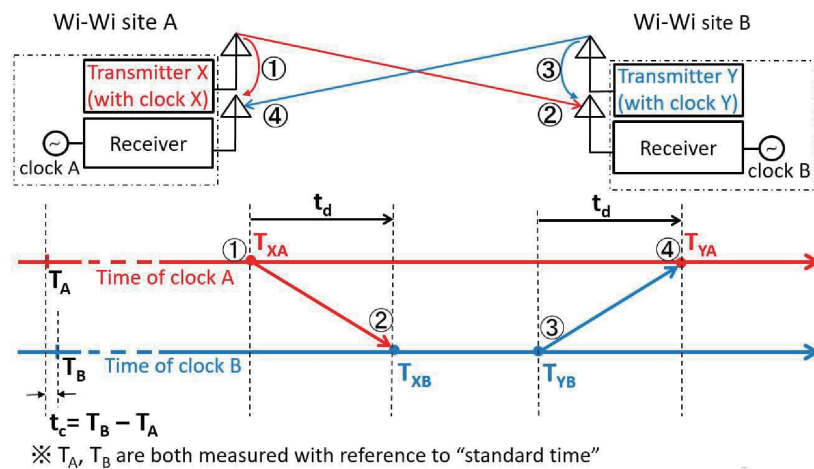 Wi-Wi site A
Wi-Wi site B
Transmitter X
(with clock X)
①
③
Transmitter Y
(with clock Y)
④
②
Receiver
Receiver
~
clock A
~
clock B
t_d
t_d
①
T_XA
④
T_YA
T_A
Time of clock A
②
③
T_B
Time of clock B
T_XB
T_YB
t_c= T_B – T_A
※ T_A, T_B are both measured with reference to “standard time”